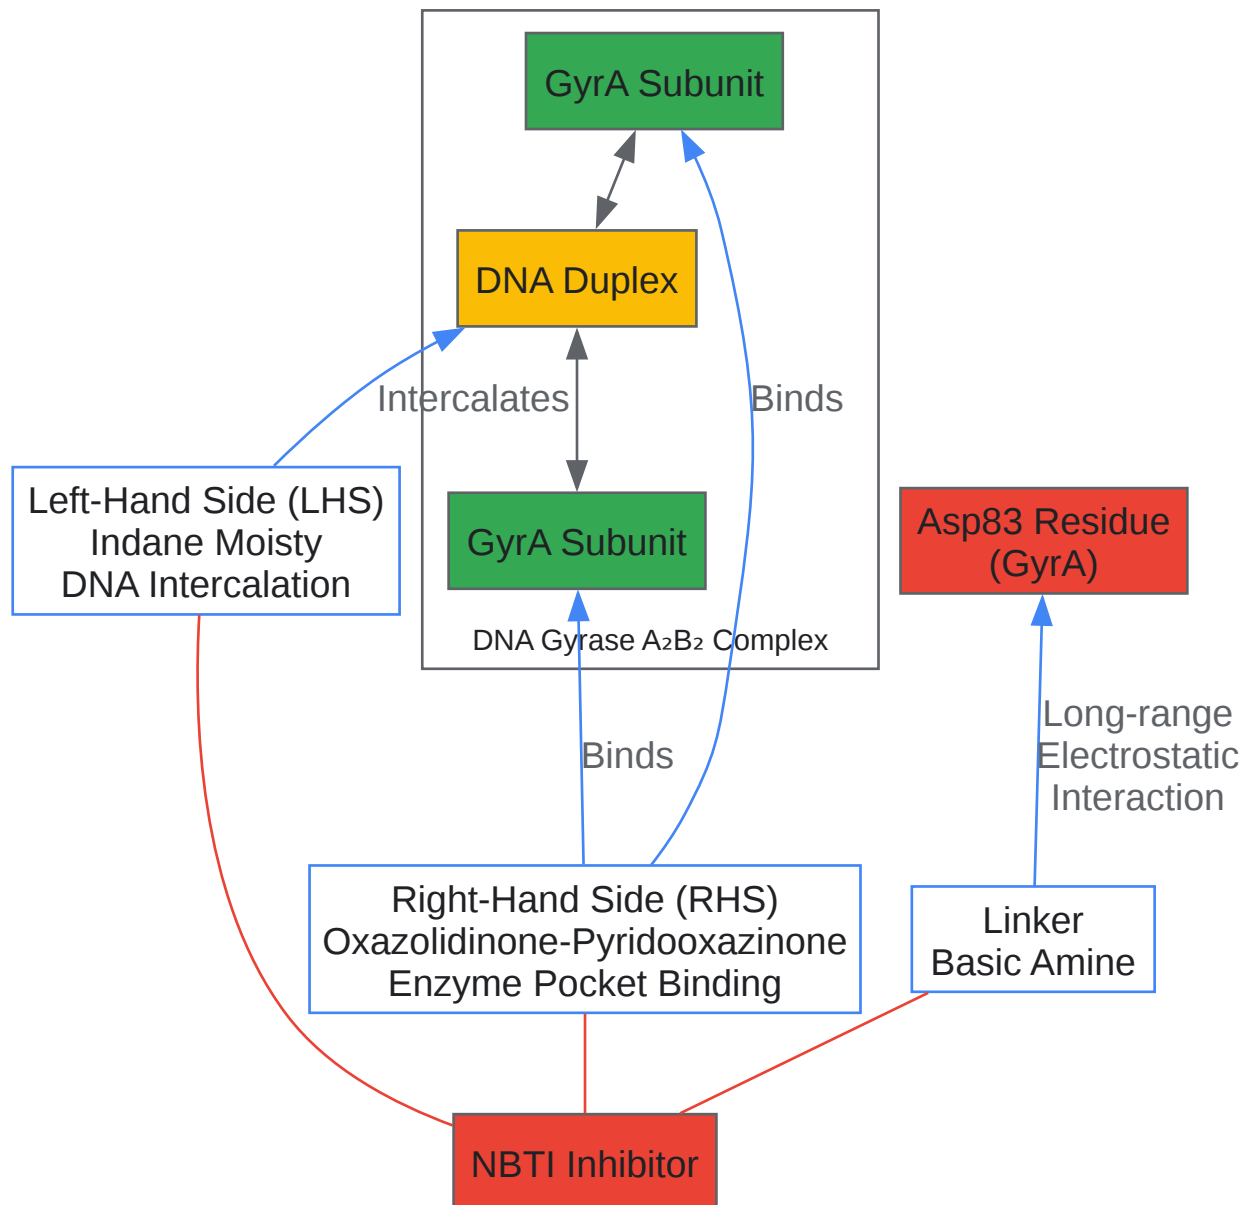 GyrA Subunit
DNA Duplex
Intercalates
Binds
Left-Hand Side (LHS)
Indane Moisty
DNA Intercalation
GyrA Subunit
Asp83 Residue
(GyrA)
DNA Gyrase A₂B₂ Complex
Binds
Long-range
Electrostatic
Interaction
Right-Hand Side (RHS)
Oxazolidinone-Pyridooxazinone
Enzyme Pocket Binding
Linker
Basic Amine
NBTI Inhibitor